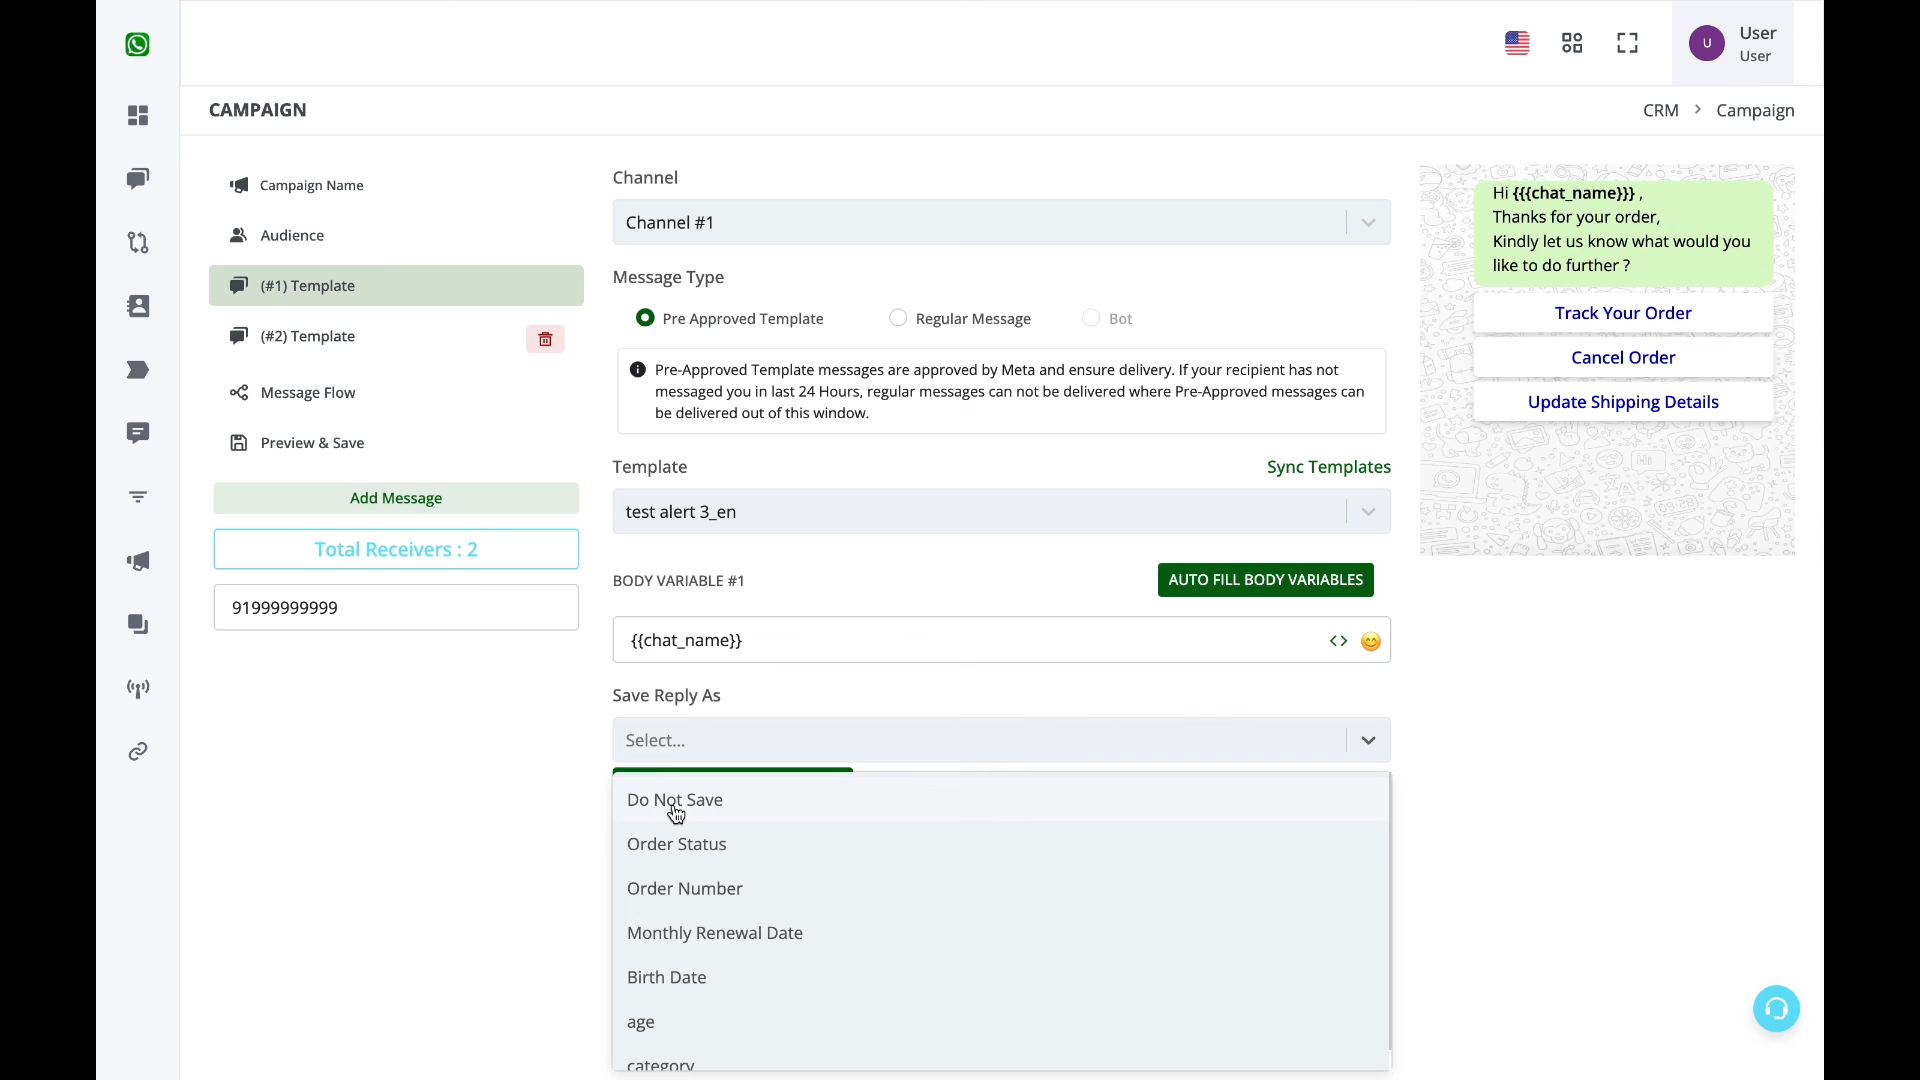 U
User
User
CAMPAIGN
CRM > Campaign
Campaign Name
Audience
(#1) Template
(#2) Template
Message Flow
Preview & Save
Add Message
Total Receivers : 2
91999999999
Channel
Channel #1
Message Type
Pre Approved Template
Regular Message
Bot
Pre-Approved Template messages are approved by Meta and ensure delivery. If your recipient has not
messaged you in last 24 Hours, regular messages can not be delivered where Pre-Approved messages can
be delivered out of this window.
Template
Sync Templates
test alert 3_en
BODY VARIABLE #1
AUTO FILL BODY VARIABLES
{{chat_name}}
Save Reply As
Select...
Do Not Save
Order Status
Order Number
Monthly Renewal Date
Birth Date
age
category
Hi {{{chat_name}}} ,
Thanks for your order,
Kindly let us know what would you
like to do further ?
Track Your Order
Cancel Order
Update Shipping Details